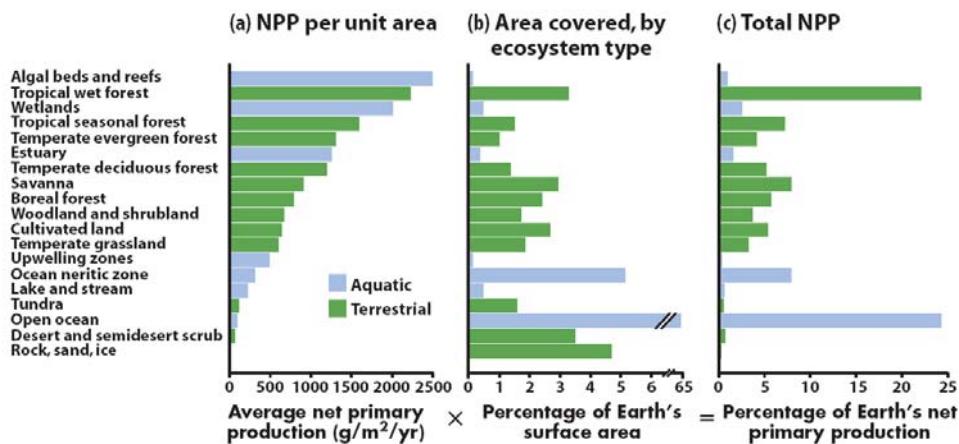 (a) NPP per unit area
(b) Area covered, by
ecosystem type
(c) Total NPP
Algal beds and reefs
Tropical wet forest
Wetlands
Tropical seasonal forest
Temperate evergreen forest
Estuary
Temperate deciduous forest
Savanna
Boreal forest
Woodland and shrubland
Cultivated land
Temperate grassland
Upwelling zones
Ocean neritic zone
Lake and stream
Tundra
Open ocean
Desert and semidesert scrub
Rock, sand, ice
Aquatic
Terrestrial
0 500 1000 1500 2000 2500
Average net primary
production (g/m²/yr)
×
0 1 2 3 4 5 6 65
Percentage of Earth's
surface area
=
0 5 10 15 20 25
Percentage of Earth's net
primary production